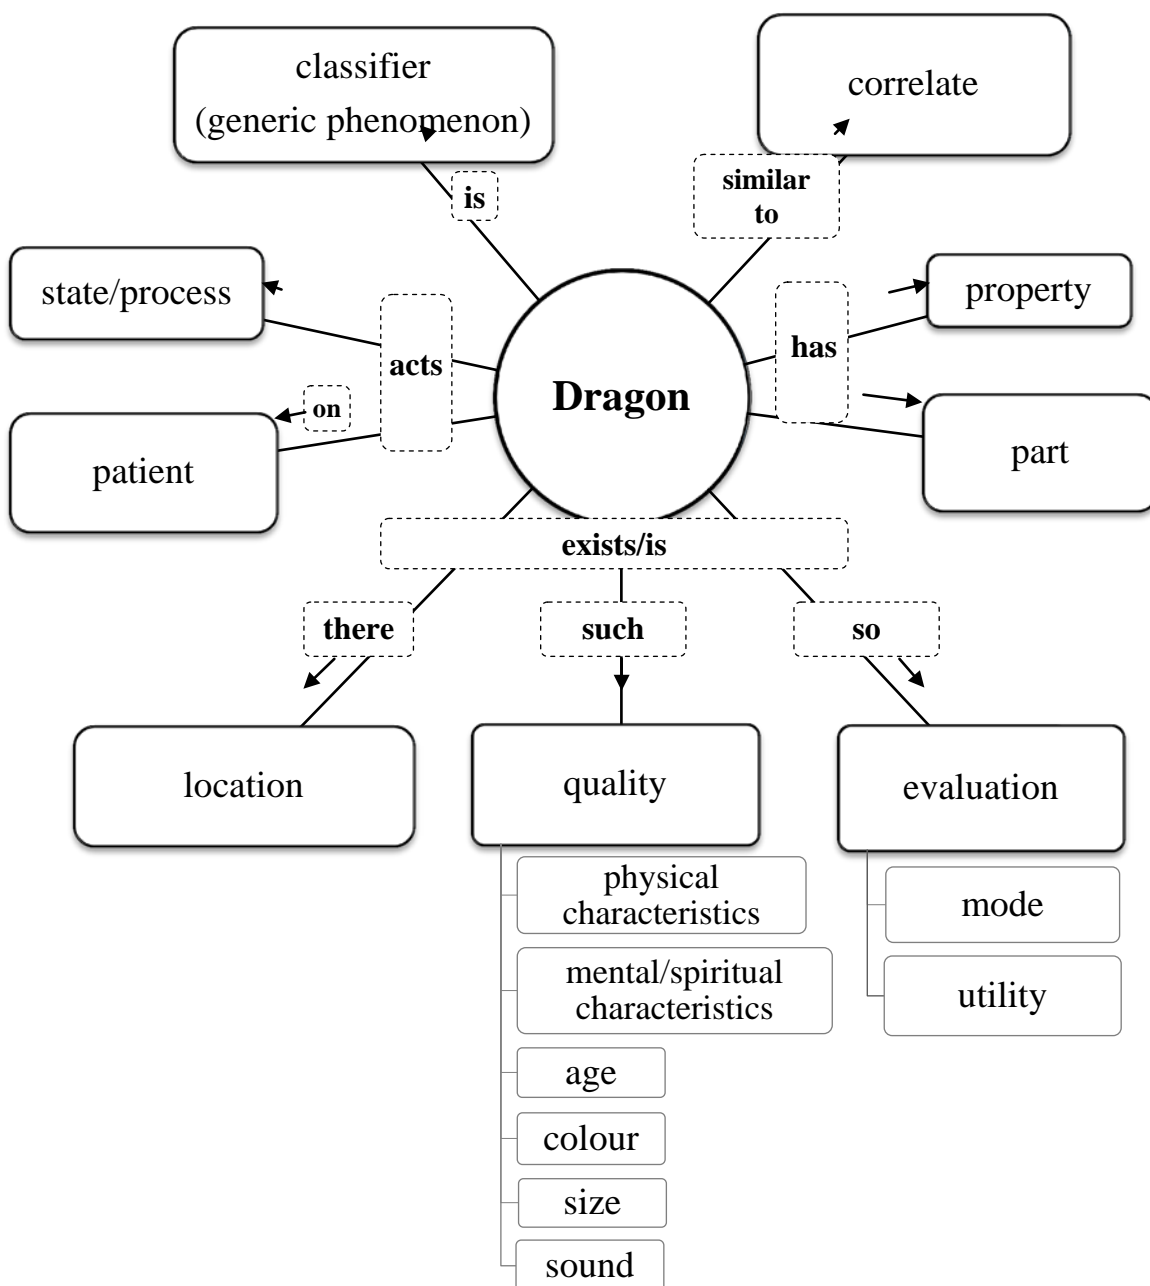 classifier
(generic phenomenon)
correlate
is
similar
to
state/process
property
acts
has
Dragon
on
patient
part
exists/is
there
such
so
location
quality
evaluation
physical
characteristics
mode
mental/spiritual
characteristics
utility
age
colour
size
sound